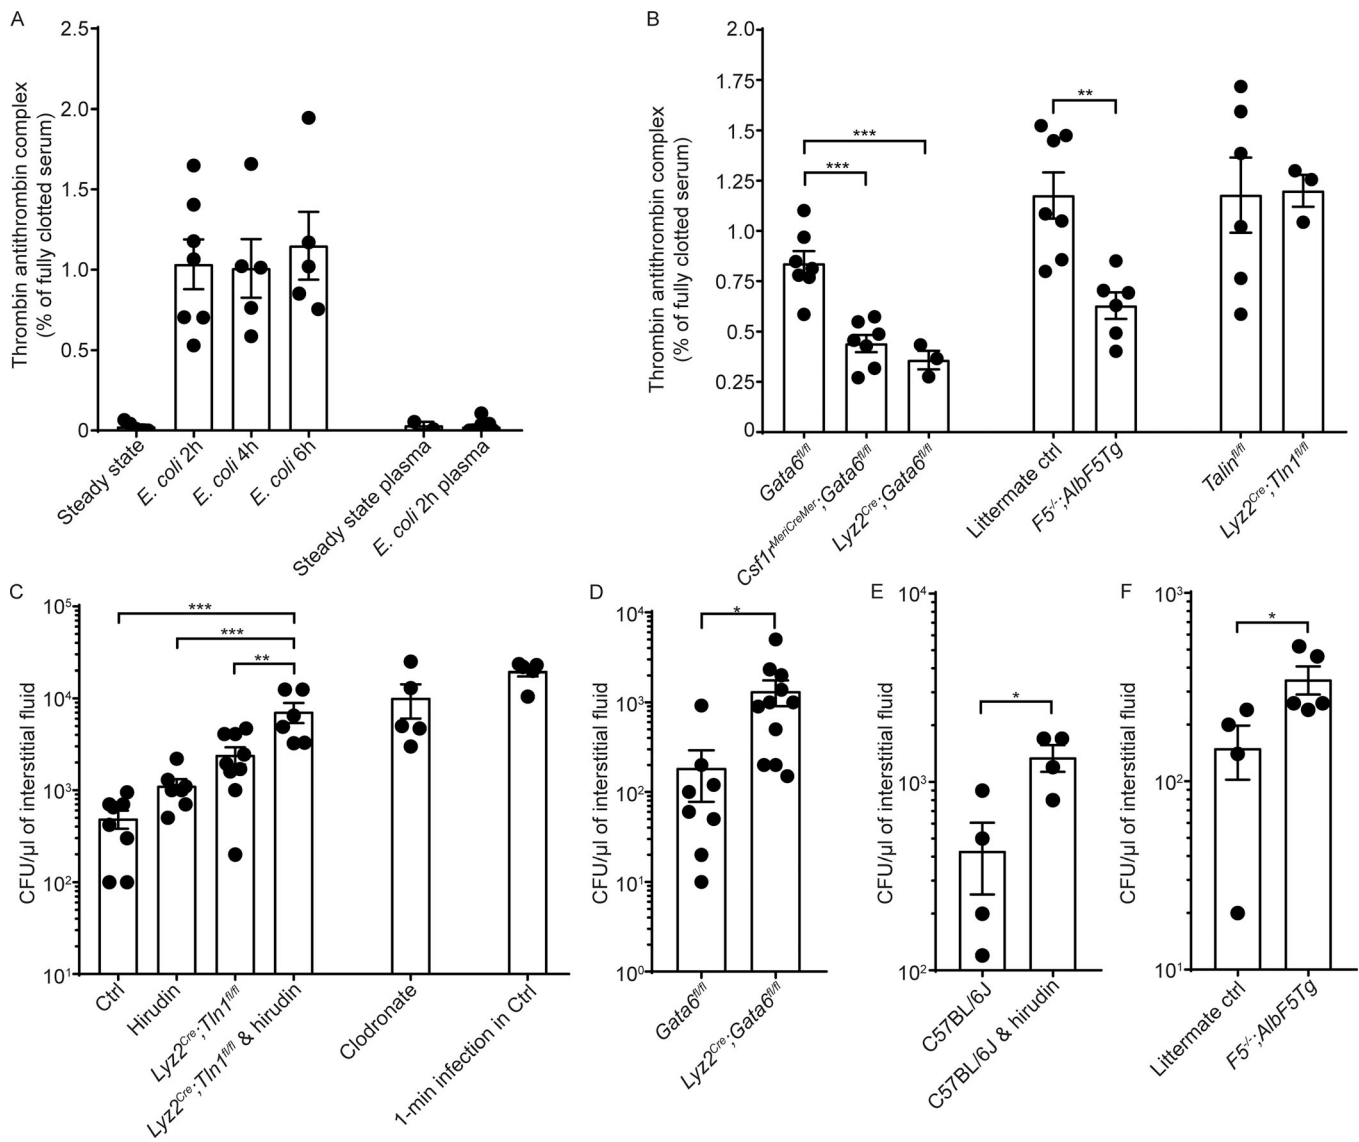 A
Thrombin antithrombin complex
(% of fully clotted serum)
2.5
2.0
1.5
1.0
0.5
0
Steady state
E. coli 2h
E. coli 4h
E. coli 6h
Steady state plasma
E. coli 2h plasma
B
Thrombin antithrombin complex
(% of fully clotted serum)
2.0
1.75
1.5
1.25
1.0
0.75
0.5
0.25
0
***
***
**
Gata6fl/fl
Csf1rMeriCreMer;Gata6fl/fl
Lyz2Cre;Gata6fl/fl
Littermate ctrl
F5-/-;AlbF5Tg
Talinfl/fl
Lyz2Cre;Tln1fl/fl
C
CFU/µl of interstitial fluid
10⁵
10⁴
10³
10²
10¹
***
***
**
Ctrl
Hirudin
Lyz2Cre;Tln1fl/fl
Lyz2Cre;Tln1fl/fl & hirudin
Clodronate
1-min infection in Ctrl
D
CFU/µl of interstitial fluid
10⁴
10³
10²
10¹
10⁰
*
Gata6fl/fl
Lyz2Cre;Gata6fl/fl
E
CFU/µl of interstitial fluid
10⁴
10³
10²
*
C57BL/6J
C57BL/6J & hirudin
F
CFU/µl of interstitial fluid
10³
10²
10¹
*
Littermate ctrl
F5-/-;AlbF5Tg